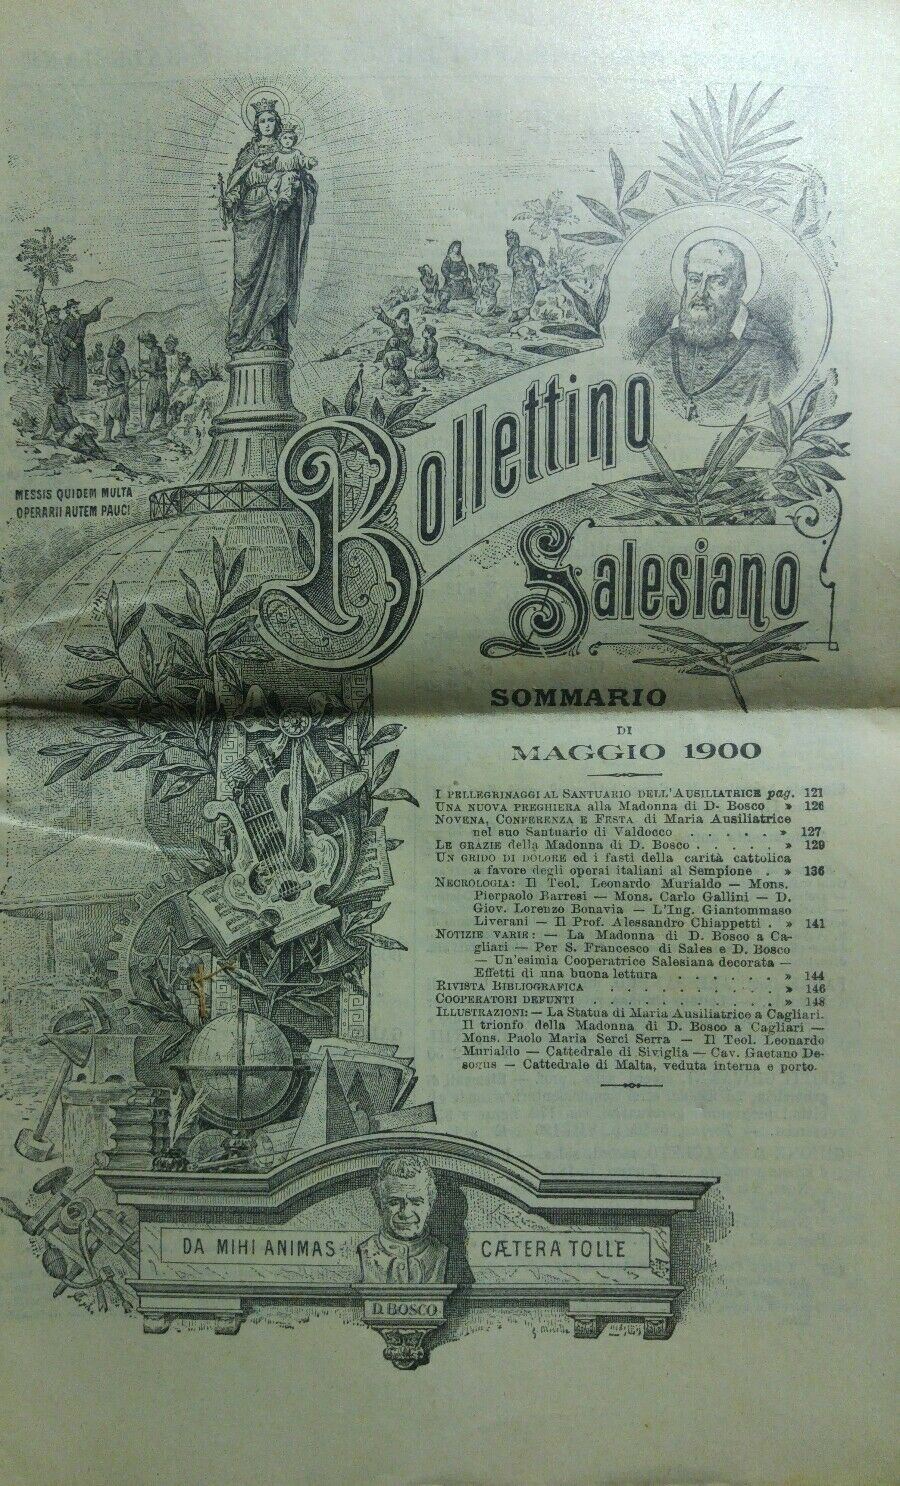 MESSIS QUIDEM MULTA
OPERARII AUTEM PAUCI
Bollettino
Salesiano
SOMMARIO
DI
MAGGIO 1900
I PELLEGRINAGGI AL SANTUARIO DELL'AUSILIATRICE pag. 121
UNA NUOVA PREGHIERA alla Madonna di D. Bosco . » 126
NOVENA, CONFERENZA E FESTA di Maria Ausiliatrice
nel suo Santuario di Valdocco . . . . . » 127
LE GRAZIE della Madonna di D. Bosco . . . . . » 129
UN GRIDO DI DOLORE ed i fasti della carità cattolica
a favore degli operai italiani al Sempione . . » 136
NECROLOGIA: Il Teol. Leonardo Murialdo — Mons.
Pierpaolo Barresi — Mons. Carlo Gallini — D.
Giov. Lorenzo Bonavia — L'Ing. Giantommaso
Liverani — Il Prof. Alessandro Chiappetti . » 141
NOTIZIE VARIE: — La Madonna di D. Bosco a Ca-
gliari — Per S. Francesco di Sales e D. Bosco
— Un'esimia Cooperatrice Salesiana decorata —
Effetti di una buona lettura . . . . . . . » 144
RIVISTA BIBLIOGRAFICA . . . . . . . . . . . » 146
COOPERATORI DEFUNTI . . . . . . . . . . . . » 148
ILLUSTRAZIONI: — La Statua di Maria Ausiliatrice a Cagliari.
Il trionfo della Madonna di D. Bosco a Cagliari —
Mons. Paolo Maria Serci Serra — Il Teol. Leonardo
Murialdo — Cattedrale di Siviglia — Cav. Gaetano De-
sogus — Cattedrale di Malta, veduta interna e porto.
DA MIHI ANIMAS
CÆTERA TOLLE
D. BOSCO